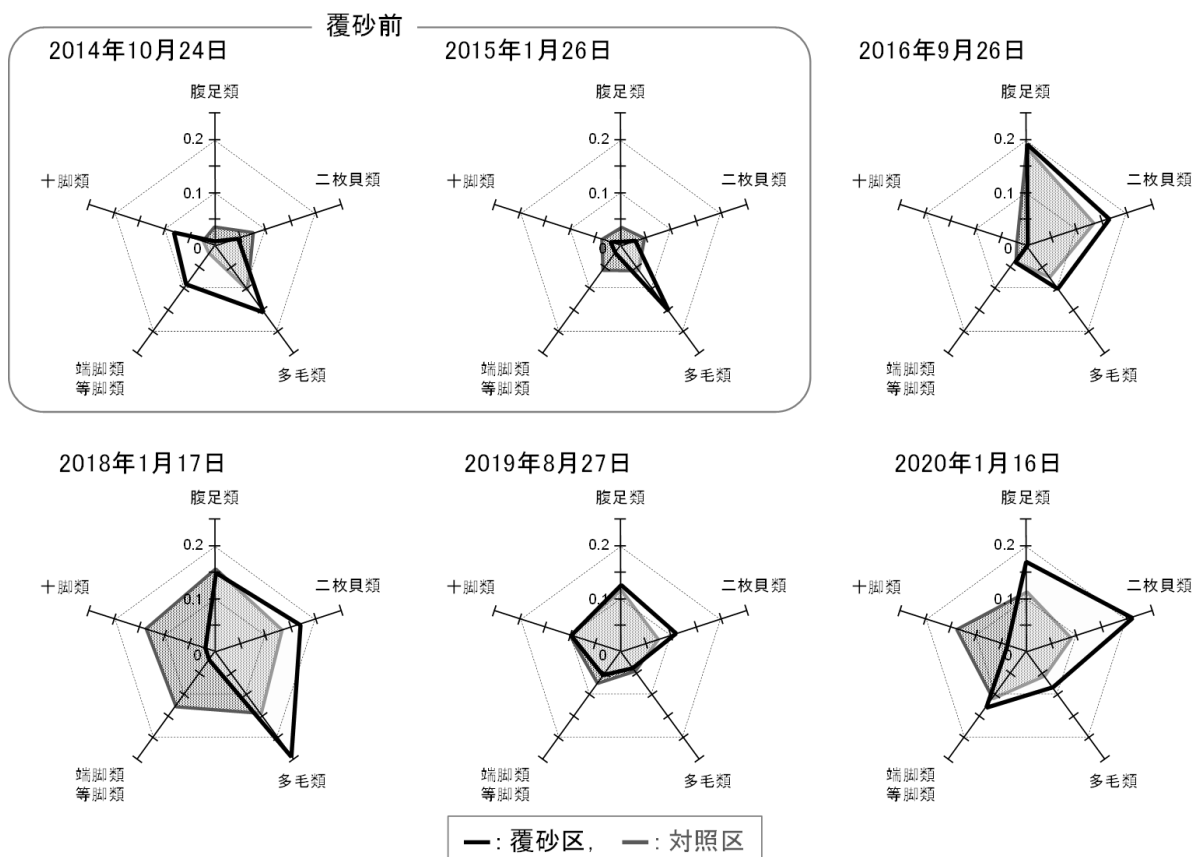 覆砂前
2014年10月24日
腹足類
0.2
0.1
0
十脚類
二枚貝類
端脚類
等脚類
多毛類
2015年1月26日
腹足類
0.2
0.1
0
十脚類
二枚貝類
端脚類
等脚類
多毛類
2016年9月26日
腹足類
0.2
0.1
0
十脚類
二枚貝類
端脚類
等脚類
多毛類
2018年1月17日
腹足類
0.2
0.1
0
十脚類
二枚貝類
端脚類
等脚類
多毛類
2019年8月27日
腹足類
0.2
0.1
0
十脚類
二枚貝類
端脚類
等脚類
多毛類
2020年1月16日
腹足類
0.2
0.1
0
十脚類
二枚貝類
端脚類
等脚類
多毛類
: 覆砂区, : 対照区